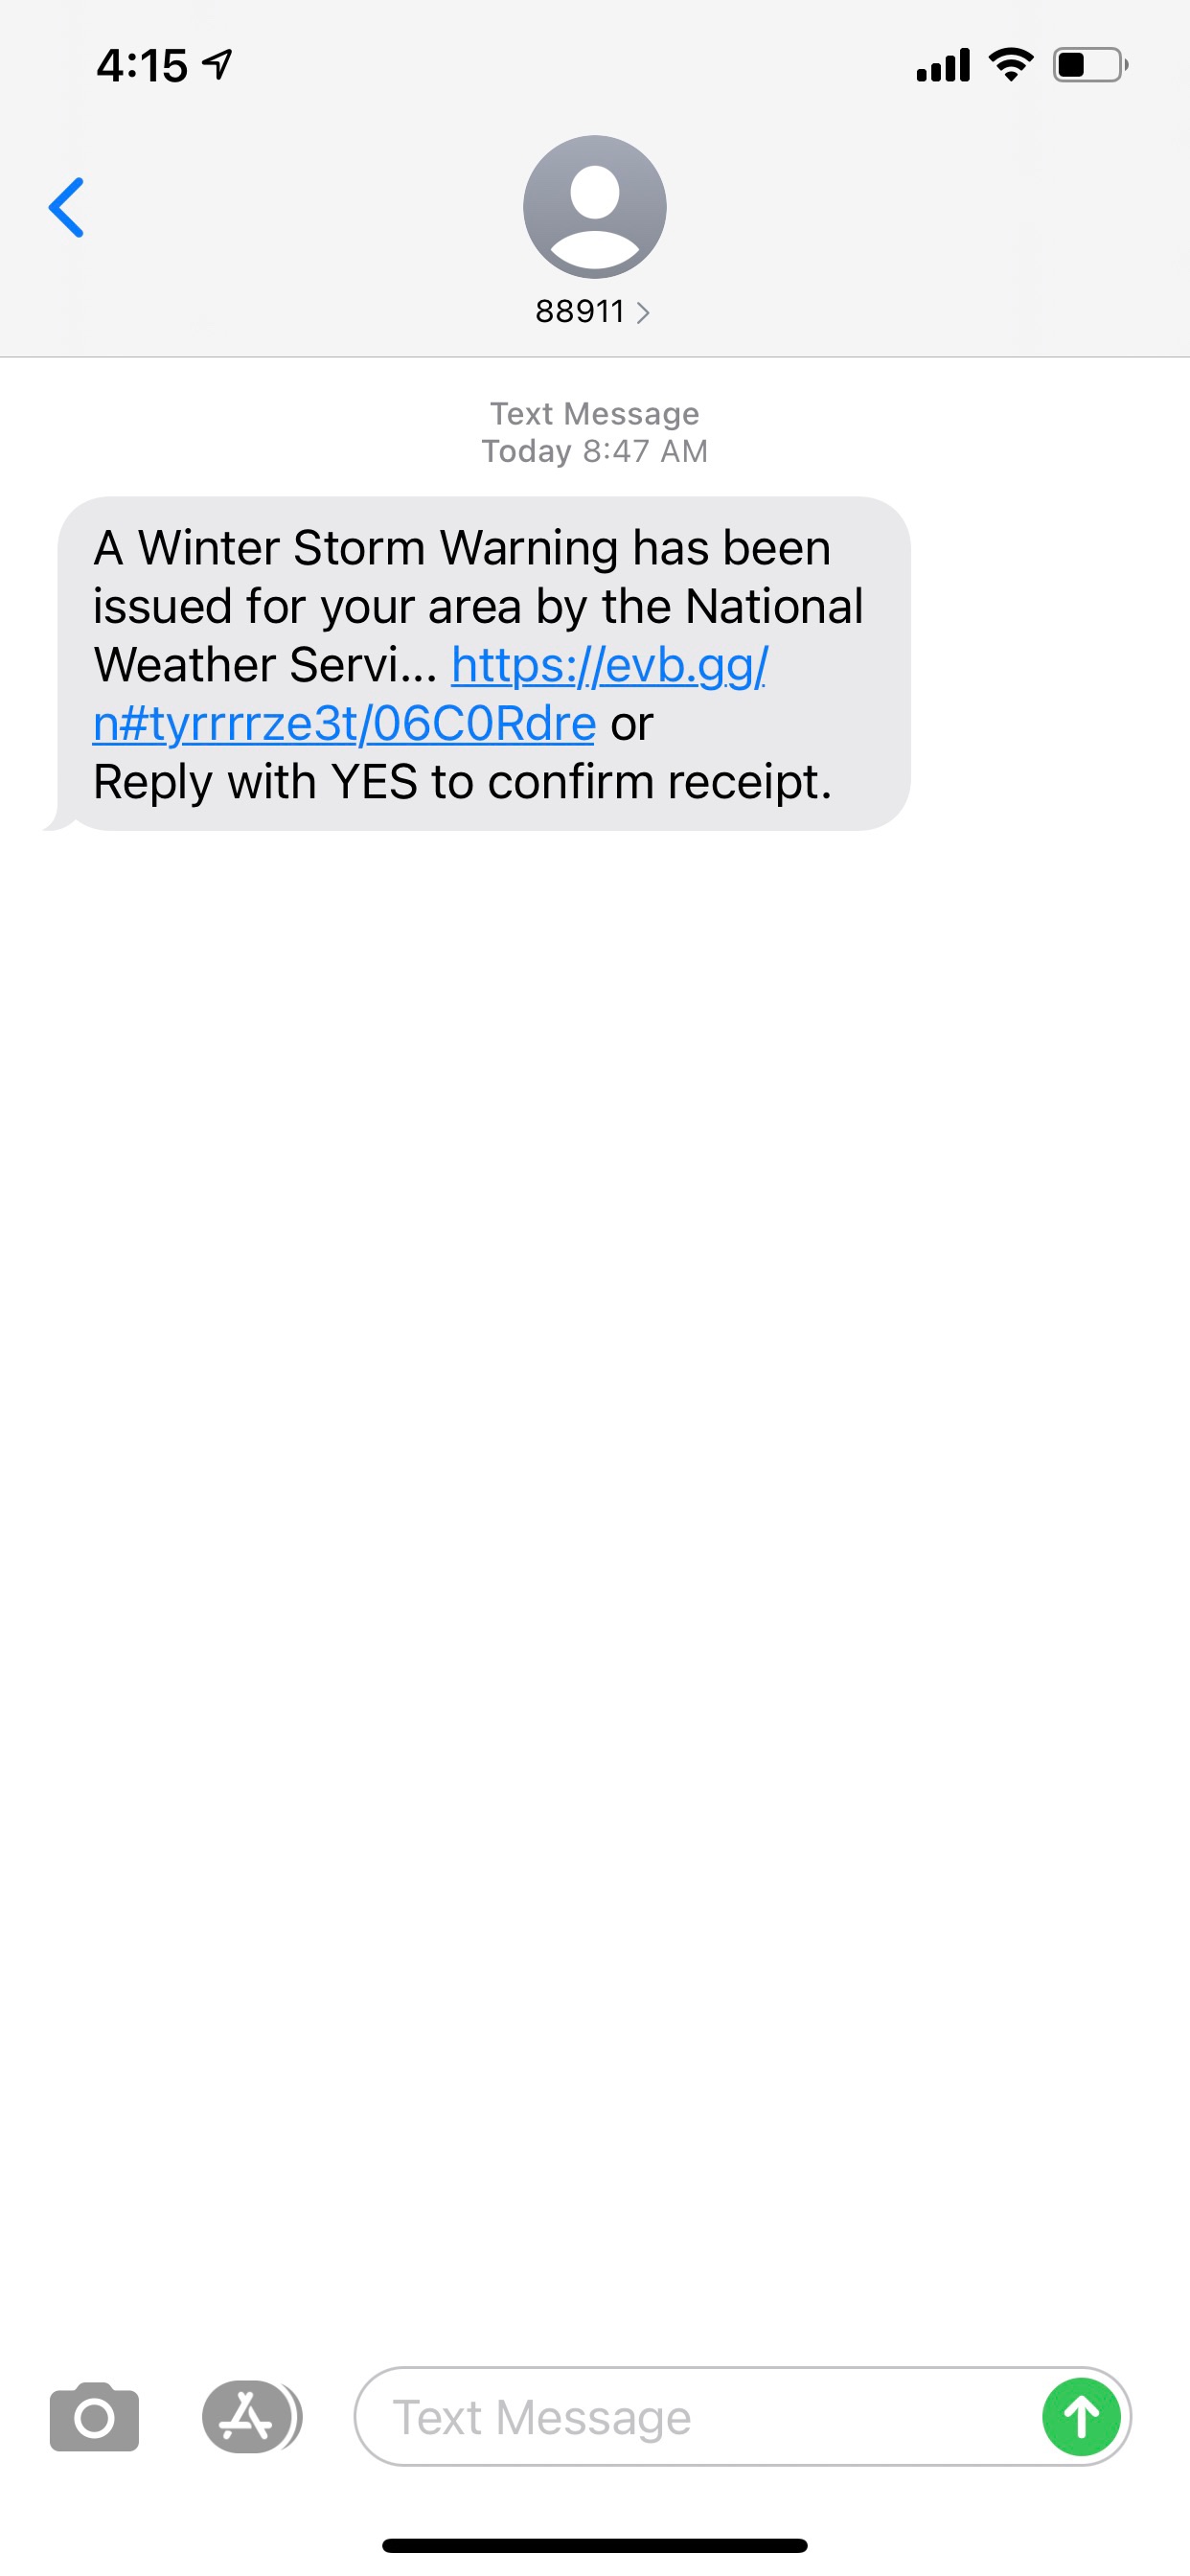 4:15
88911
Text Message
Today 8:47 AM
A Winter Storm Warning has been
issued for your area by the National
Weather Servi... https://evb.gg/
n#tyrrrrze3t/06C0Rdre or
Reply with YES to confirm receipt.
Text Message